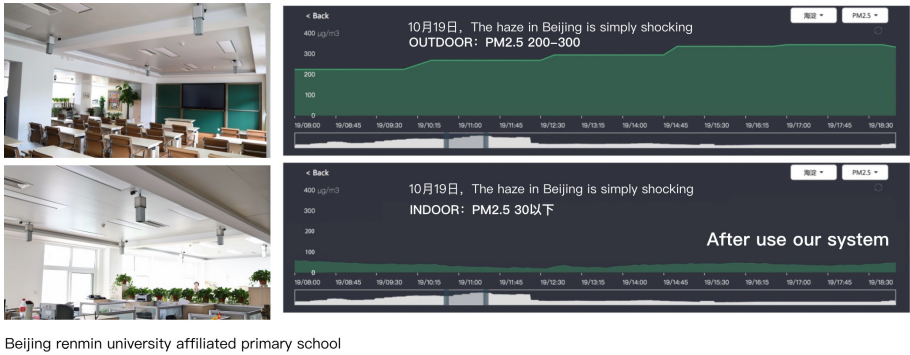 < Back
海淀
PM2.5
400 μg/m3
10月19日，The haze in Beijing is simply shocking
OUTDOOR：PM2.5 200–300
300
200
100
0
19/08:00 19/08:45 19/09:30 19/10:15 19/11:00 19/11:45 19/12:30 19/13:15 19/14:00 19/14:45 19/15:30 19/16:15 19/17:00 19/17:45 19/18:30
< Back
海淀
PM2.5
400 μg/m3
10月19日，The haze in Beijing is simply shocking
INDOOR：PM2.5 30以下
300
200
After use our system
100
0
19/08:00 19/08:45 19/09:30 19/10:15 19/11:00 19/11:45 19/12:30 19/13:15 19/14:00 19/14:45 19/15:30 19/16:15 19/17:00 19/17:45 19/18:30
Beijing renmin university affiliated primary school